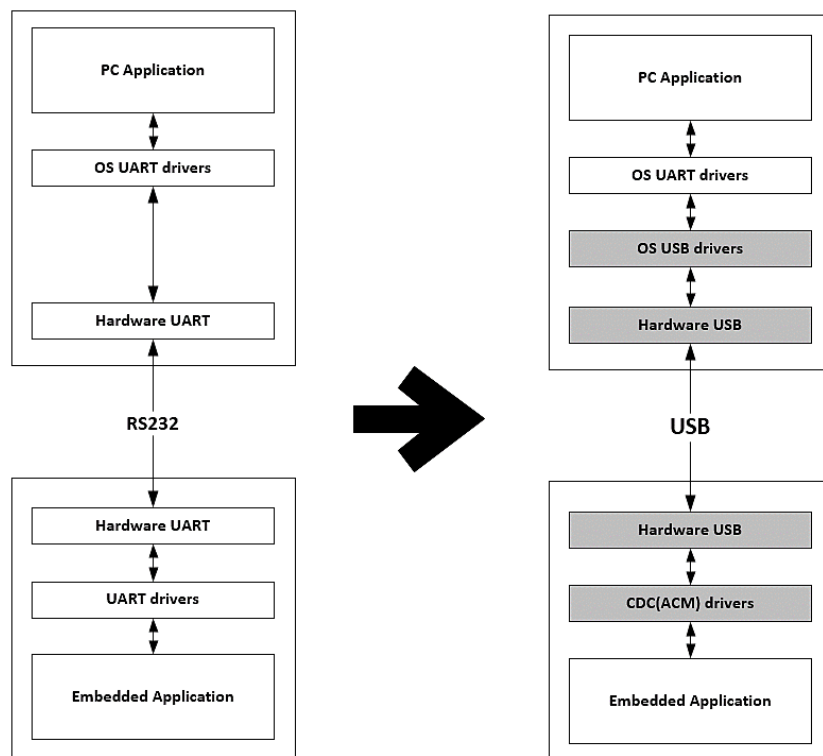 PC Application
OS UART drivers
Hardware UART
RS232
Hardware UART
UART drivers
Embedded Application
PC Application
OS UART drivers
OS USB drivers
Hardware USB
USB
Hardware USB
CDC(ACM) drivers
Embedded Application